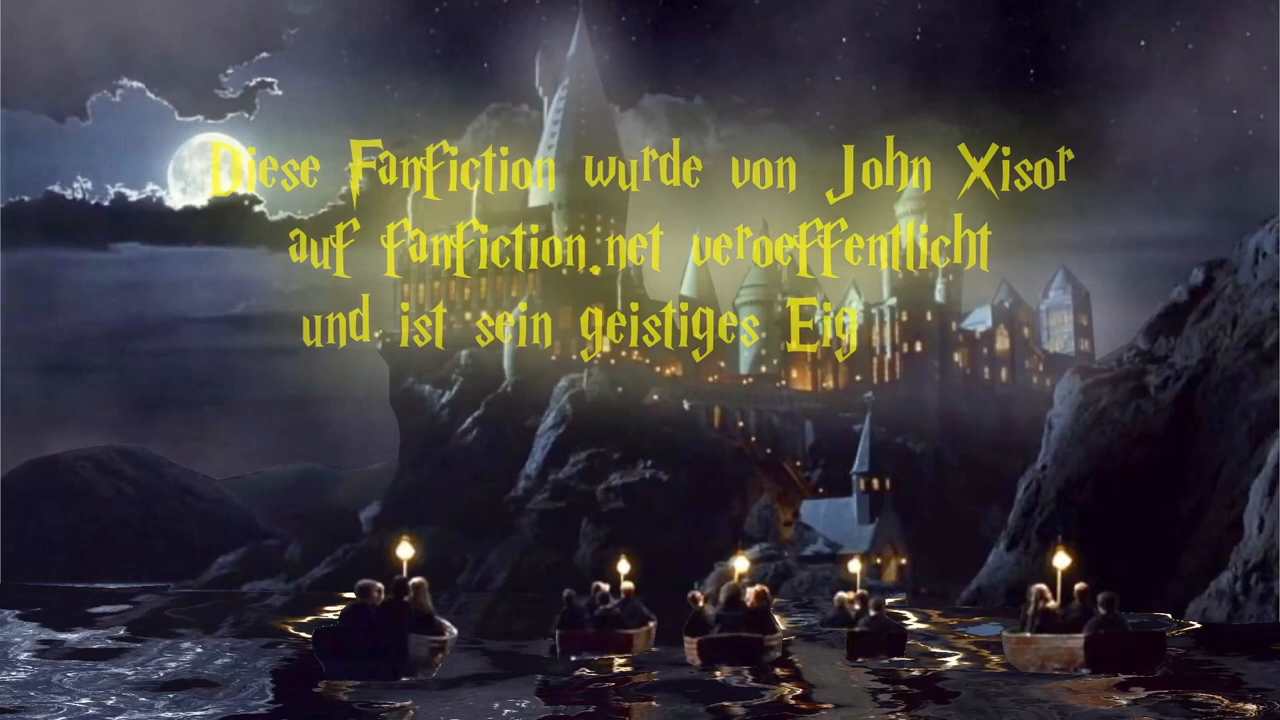 Diese Fanfiction wurde von John Xisor
auf fanfiction.net veroeffentlicht
und ist sein geistiges Eig